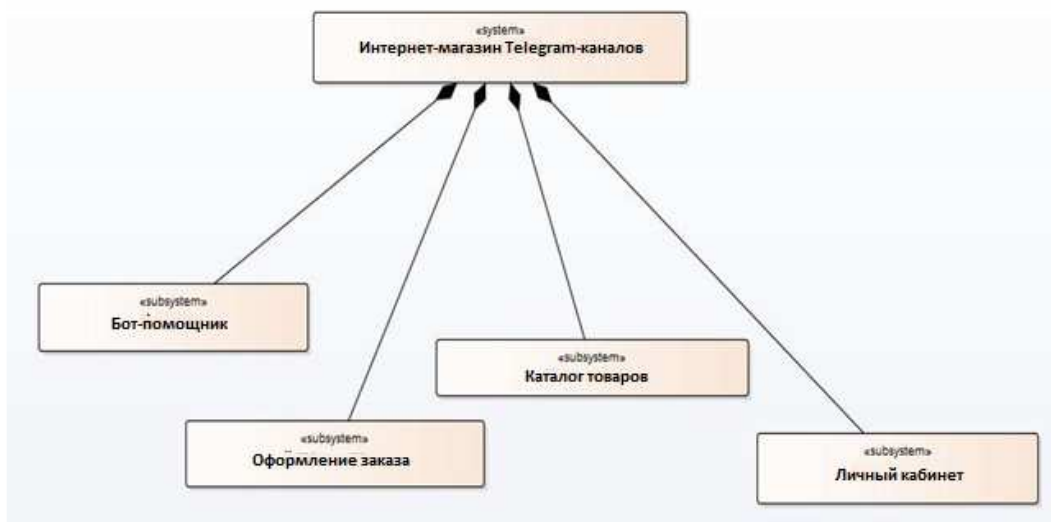 «system»
Интернет-магазин Telegram-каналов
«subsystem»
Бот-помощник
«subsystem»
Каталог товаров
«subsystem»
Оформление заказа
«subsystem»
Личный кабинет